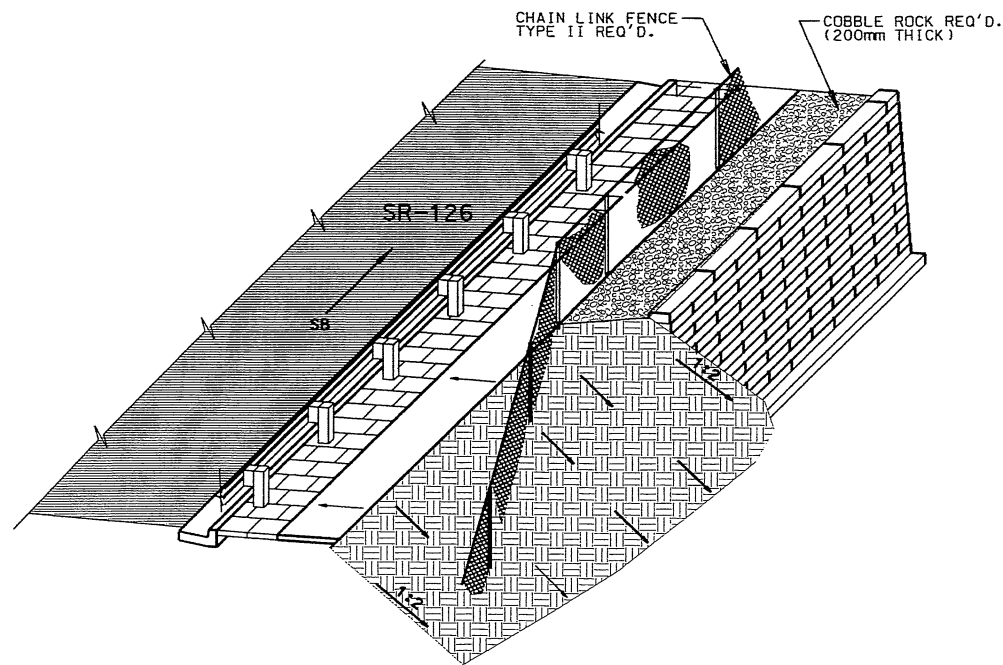 CHAIN LINK FENCE
TYPE II REQ'D.
COBBLE ROCK REQ'D.
(200mm THICK)
SR-126
SB
1:2
1:2